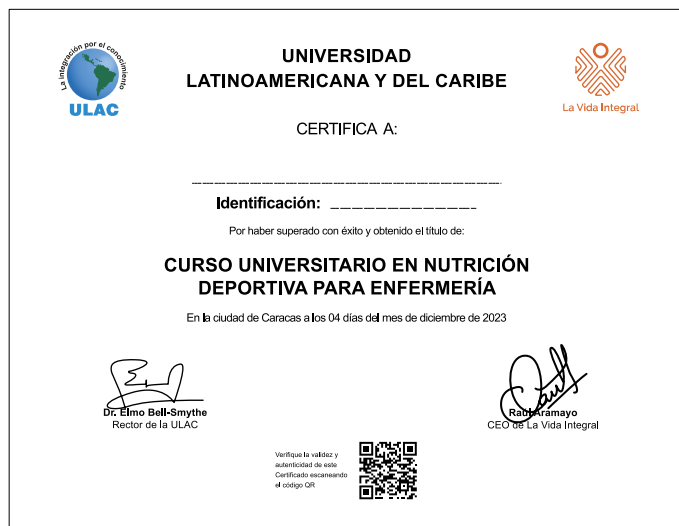 La integración por el conocimiento
ULAC
UNIVERSIDAD
LATINOAMERICANA Y DEL CARIBE
La Vida Integral
CERTIFICA A:
Identificación:
Por haber superado con éxito y obtenido el título de:
CURSO UNIVERSITARIO EN NUTRICIÓN
DEPORTIVA PARA ENFERMERÍA
En la ciudad de Caracas a los 04 días del mes de diciembre de 2023
Dr. Elmo Bell-Smythe
Rector de la ULAC
Raúl Aramayo
CEO de La Vida Integral
Verifique la validez y
autenticidad de este
Certificado escaneando
el código QR